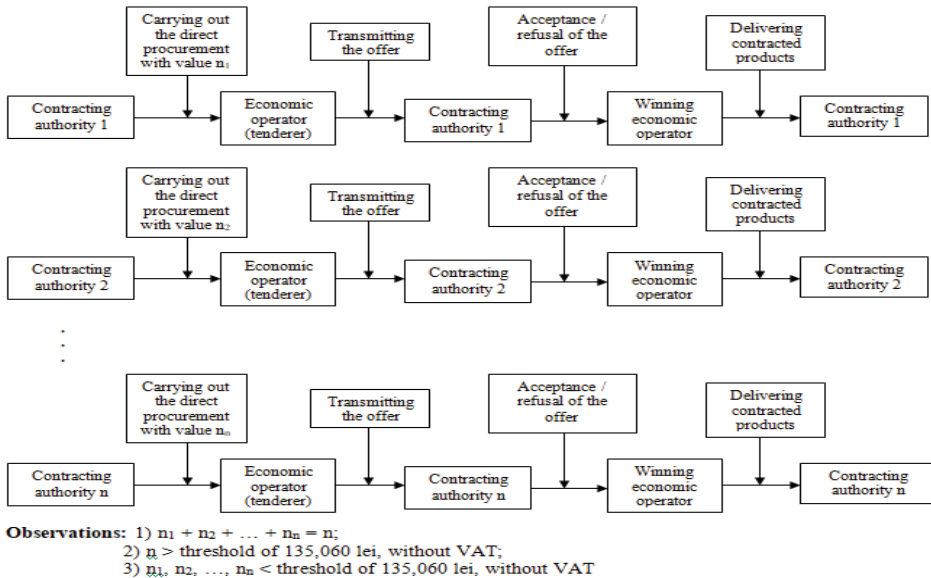 Carrying out
the direct
procurement
with value n₁
Transmitting
the offer
Acceptance /
refusal of the
offer
Delivering
contracted
products
Contracting
authority 1
Economic
operator
(tenderer)
Contracting
authority 1
Winning
economic
operator
Contracting
authority 1
Carrying out
the direct
procurement
with value n₂
Transmitting
the offer
Acceptance /
refusal of the
offer
Delivering
contracted
products
Contracting
authority 2
Economic
operator
(tenderer)
Contracting
authority 2
Winning
economic
operator
Contracting
authority 2
.
.
.
Carrying out
the direct
procurement
with value nₙ
Transmitting
the offer
Acceptance /
refusal of the
offer
Delivering
contracted
products
Contracting
authority n
Economic
operator
(tenderer)
Contracting
authority n
Winning
economic
operator
Contracting
authority n
Observations: 1) n₁ + n₂ + … + nₙ = n;
2) n > threshold of 135,060 lei, without VAT;
3) n₁, n₂, …, nₙ < threshold of 135,060 lei, without VAT